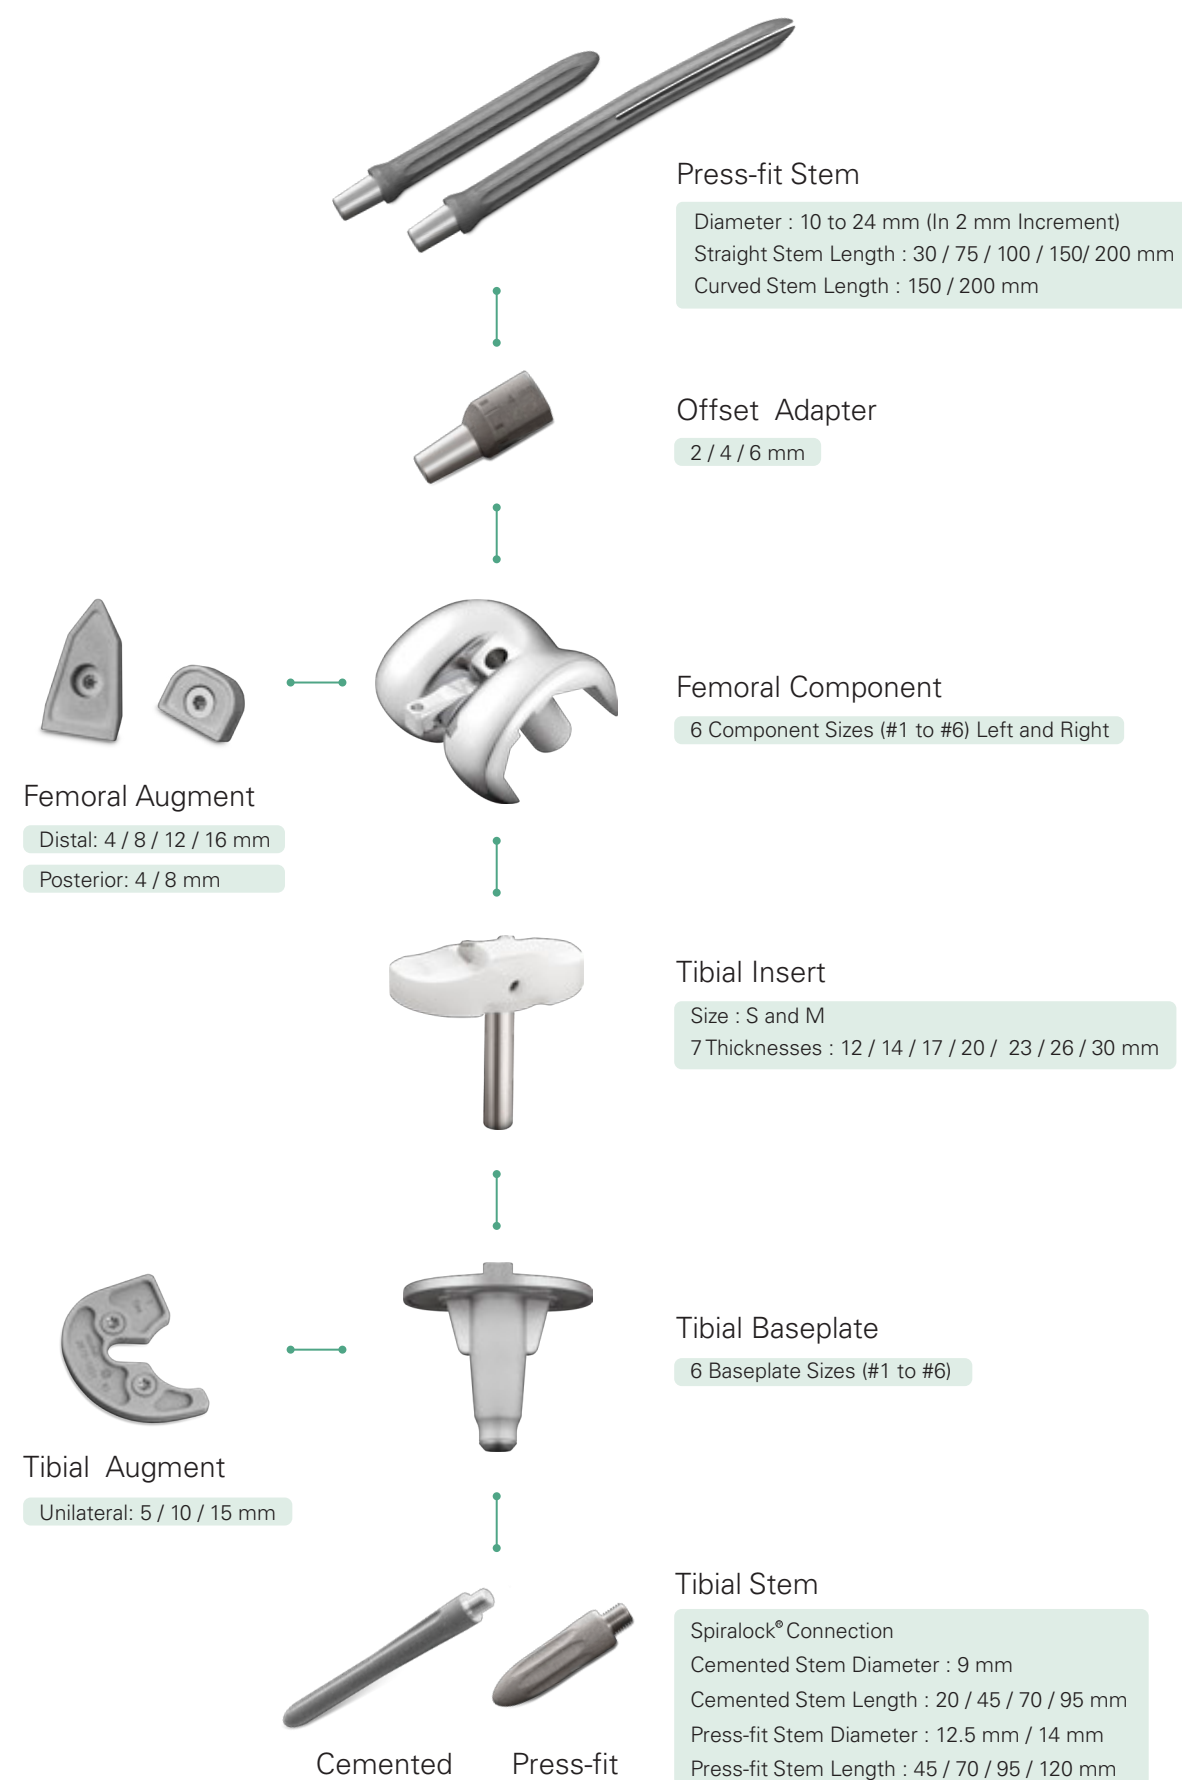 Press-fit Stem
Diameter : 10 to 24 mm (In 2 mm Increment)
Straight Stem Length : 30 / 75 / 100 / 150/ 200 mm
Curved Stem Length : 150 / 200 mm
Offset Adapter
2 / 4 / 6 mm
Femoral Component
6 Component Sizes (#1 to #6) Left and Right
Femoral Augment
Distal: 4 / 8 / 12 / 16 mm
Posterior: 4 / 8 mm
Tibial Insert
Size : S and M
7 Thicknesses : 12 / 14 / 17 / 20 / 23 / 26 / 30 mm
Tibial Baseplate
6 Baseplate Sizes (#1 to #6)
Tibial Augment
Unilateral: 5 / 10 / 15 mm
Tibial Stem
Spiralock® Connection
Cemented Stem Diameter : 9 mm
Cemented Stem Length : 20 / 45 / 70 / 95 mm
Press-fit Stem Diameter : 12.5 mm / 14 mm
Press-fit Stem Length : 45 / 70 / 95 / 120 mm
Cemented
Press-fit